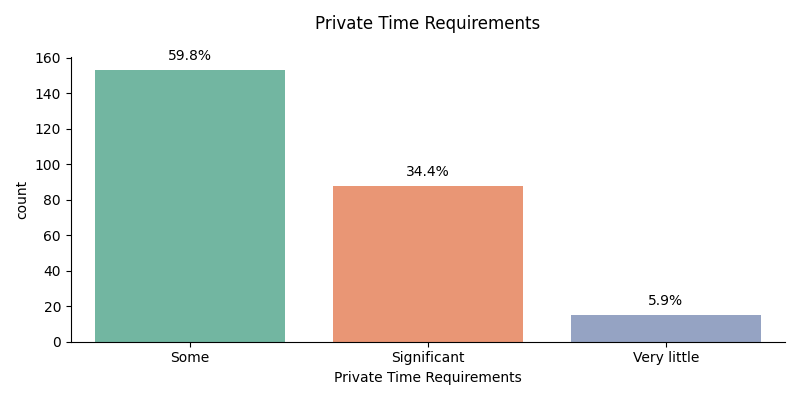 Private Time Requirements
59.8%
34.4%
5.9%
160
140
120
100
80
60
40
20
0
count
Some
Significant
Very little
Private Time Requirements